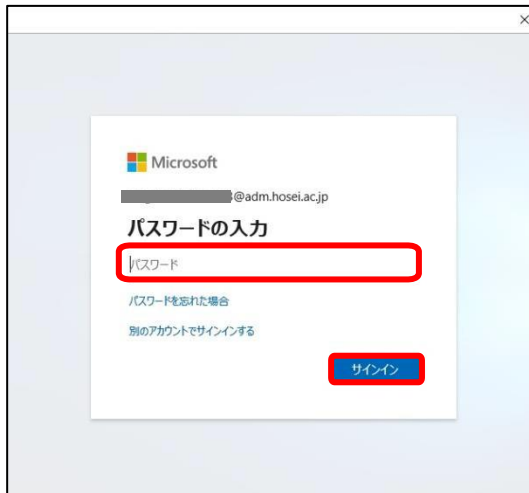 Microsoft
@adm.hosei.ac.jp
パスワードの入力
パスワード
パスワードを忘れた場合
別のアカウントでサインインする
サインイン